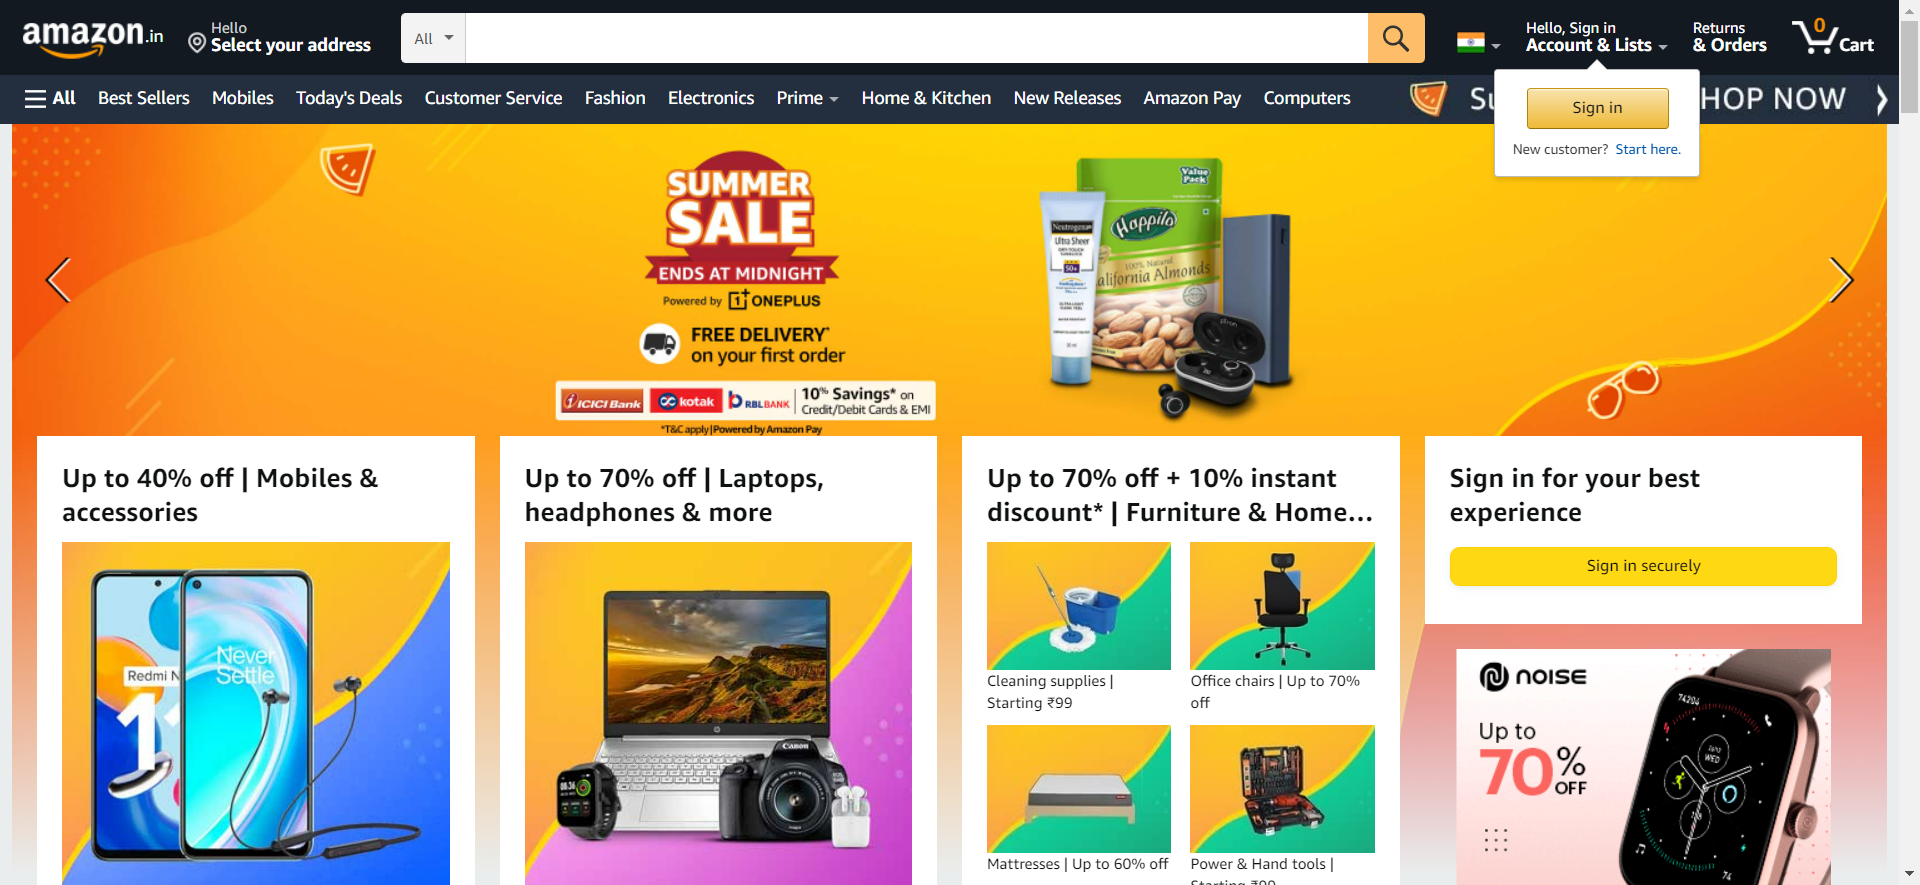 amazon.in
Hello
Select your address
All
Hello, Sign in
Account & Lists
Returns
& Orders
0
Cart
All
Best Sellers
Mobiles
Today's Deals
Customer Service
Fashion
Electronics
Prime
Home & Kitchen
New Releases
Amazon Pay
Computers
HOP NOW
Sign in
New customer? Start here.
SUMMER
SALE
ENDS AT MIDNIGHT
Powered by ONEPLUS
FREE DELIVERY*
on your first order
ICICI Bank
kotak
RBLBANK
10% Savings* on
Credit/Debit Cards & EMI
*T&C apply | Powered by Amazon Pay
Value
Pack
Happilo
100% Natural
California Almonds
Neutrogena
Ultra Sheer
50+
pTron
Up to 40% off | Mobiles &
accessories
Redmi N
11
Never
Settle
Up to 70% off | Laptops,
headphones & more
Canon
Up to 70% off + 10% instant
discount* | Furniture & Home...
Cleaning supplies |
Starting ₹99
Office chairs | Up to 70%
off
Mattresses | Up to 60% off
Power & Hand tools |
Starting ₹99
Sign in for your best
experience
Sign in securely
NOISE
Up to
70%
OFF